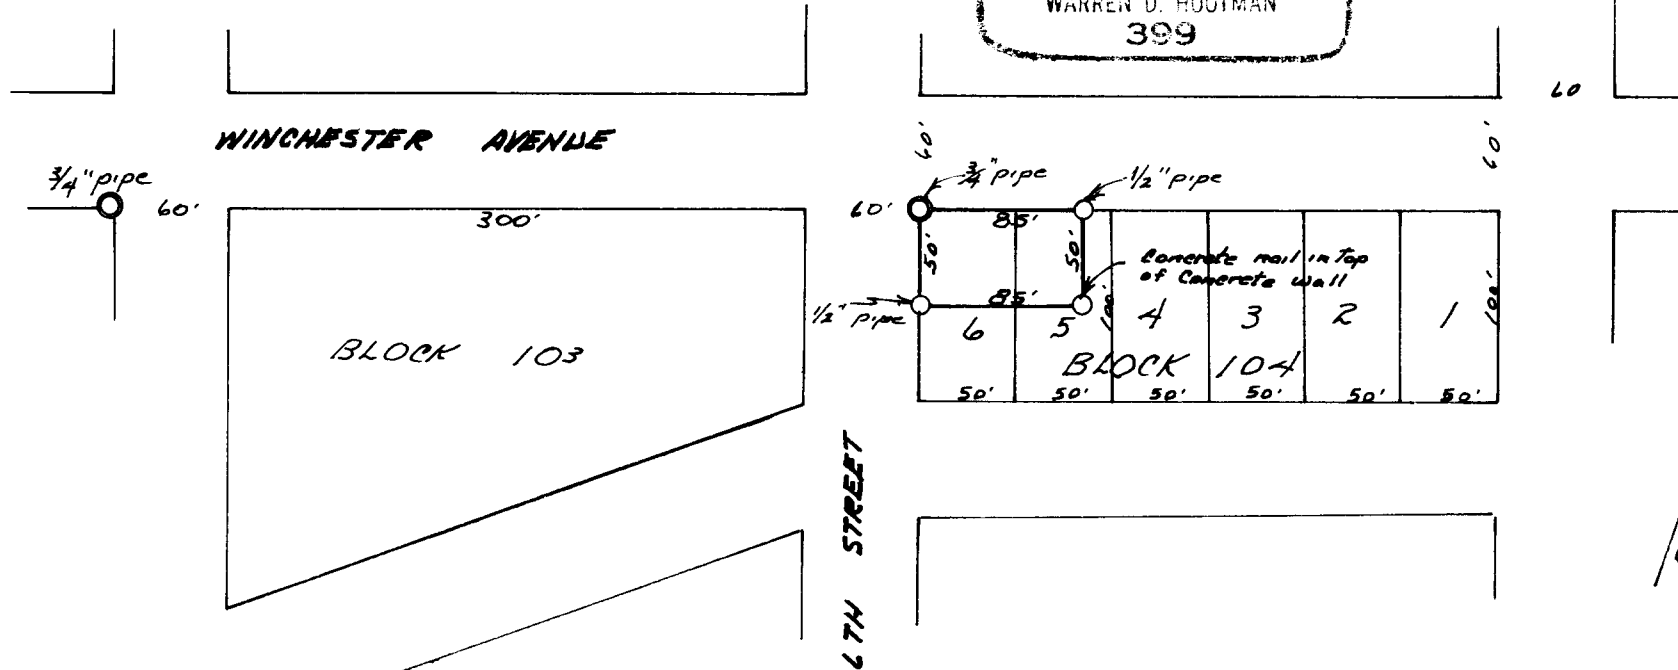 WARREN D. HOOTMAN
399
60
WINCHESTER AVENUE
60'
60'
3/4" pipe
3/4" pipe
1/2" pipe
60'
300'
60'
85'
50'
50'
Concrete nail in Top
of Concrete wall
85'
1/2" pipe
100'
100'
6
5
4
3
2
1
BLOCK 103
BLOCK 104
50'
50'
50'
50'
50'
50'
6TH STREET